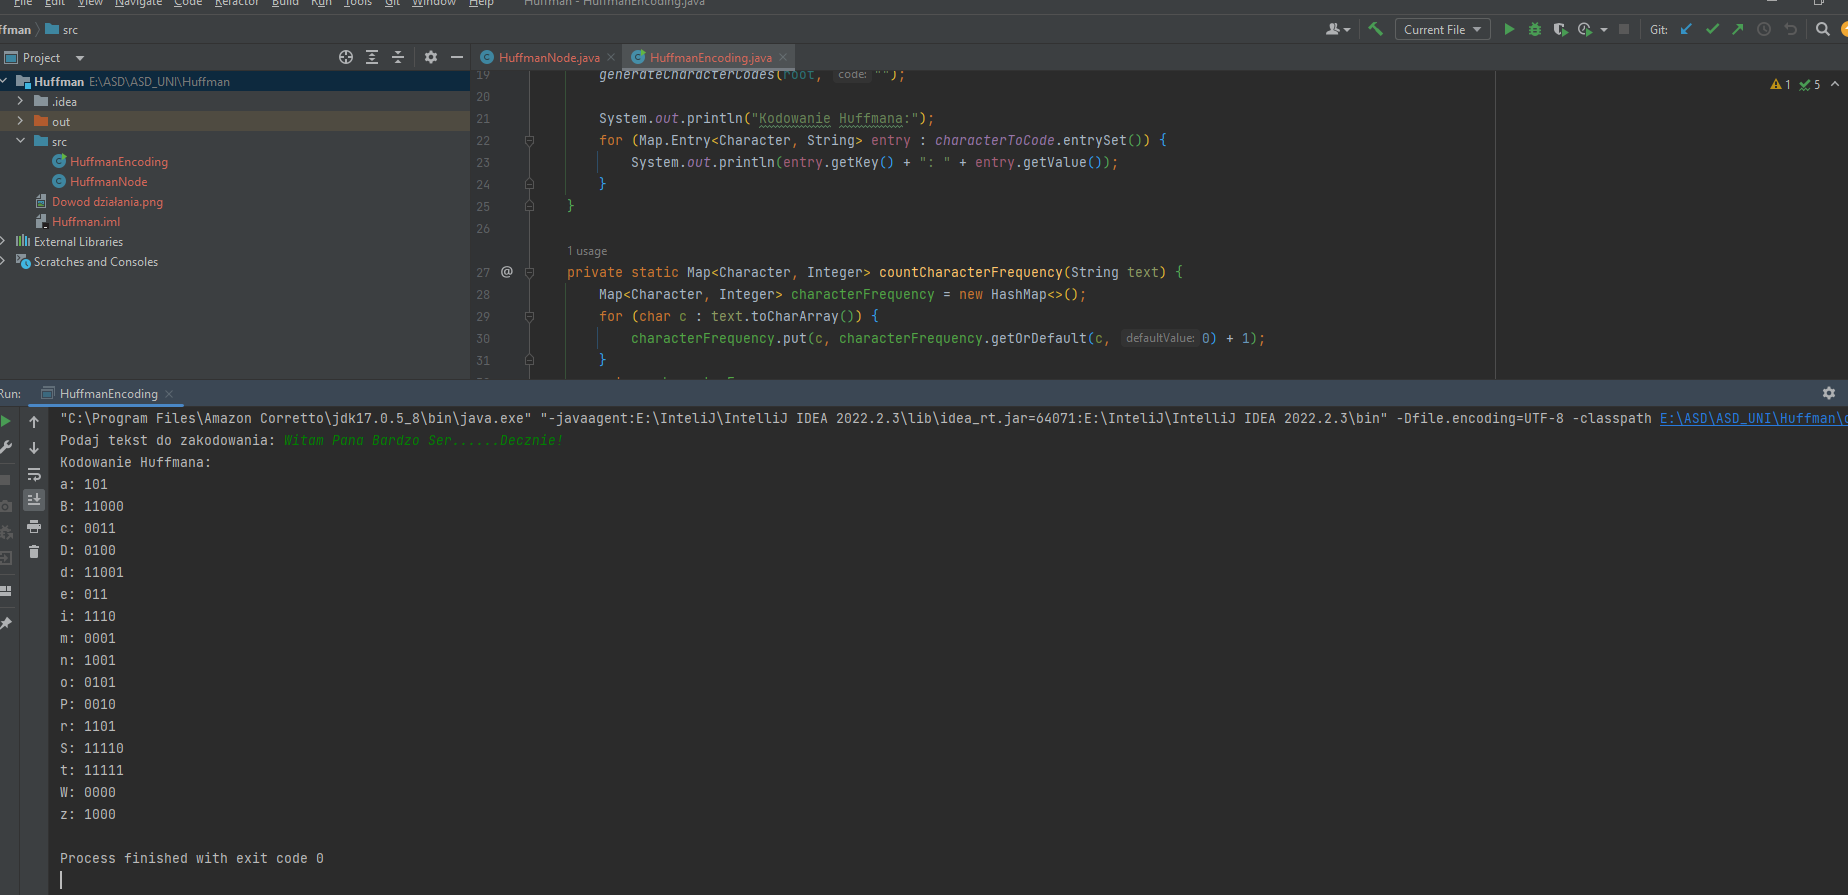 File Edit View Navigate Code Refactor Build Run Tools Git Window Help Huffman - HuffmanEncoding.java
ffman src
Current File Git:
Project
HuffmanNode.java HuffmanEncoding.java
Huffman E:\ASD\ASD_UNI\Huffman
.idea
out
src
HuffmanEncoding
HuffmanNode
Dowod działania.png
Huffman.iml
External Libraries
Scratches and Consoles
1 5
19 generateCharacterCodes(root, code: "");
20
21 System.out.println("Kodowanie Huffmana:");
22 for (Map.Entry<Character, String> entry : characterToCode.entrySet()) {
23 System.out.println(entry.getKey() + ": " + entry.getValue());
24 }
25 }
26
1 usage
27 @ private static Map<Character, Integer> countCharacterFrequency(String text) {
28 Map<Character, Integer> characterFrequency = new HashMap<>();
29 for (char c : text.toCharArray()) {
30 characterFrequency.put(c, characterFrequency.getOrDefault(c, defaultValue: 0) + 1);
31 }
Run: HuffmanEncoding
"C:\Program Files\Amazon Corretto\jdk17.0.5_8\bin\java.exe" "-javaagent:E:\InteliJ\IntelliJ IDEA 2022.2.3\lib\idea_rt.jar=64071:E:\InteliJ\IntelliJ IDEA 2022.2.3\bin" -Dfile.encoding=UTF-8 -classpath E:\ASD\ASD_UNI\Huffman\
Podaj tekst do zakodowania: Witam Pana Bardzo Ser......Decznie!
Kodowanie Huffmana:
a: 101
B: 11000
c: 0011
D: 0100
d: 11001
e: 011
i: 1110
m: 0001
n: 1001
o: 0101
P: 0010
r: 1101
S: 11110
t: 11111
W: 0000
z: 1000
Process finished with exit code 0